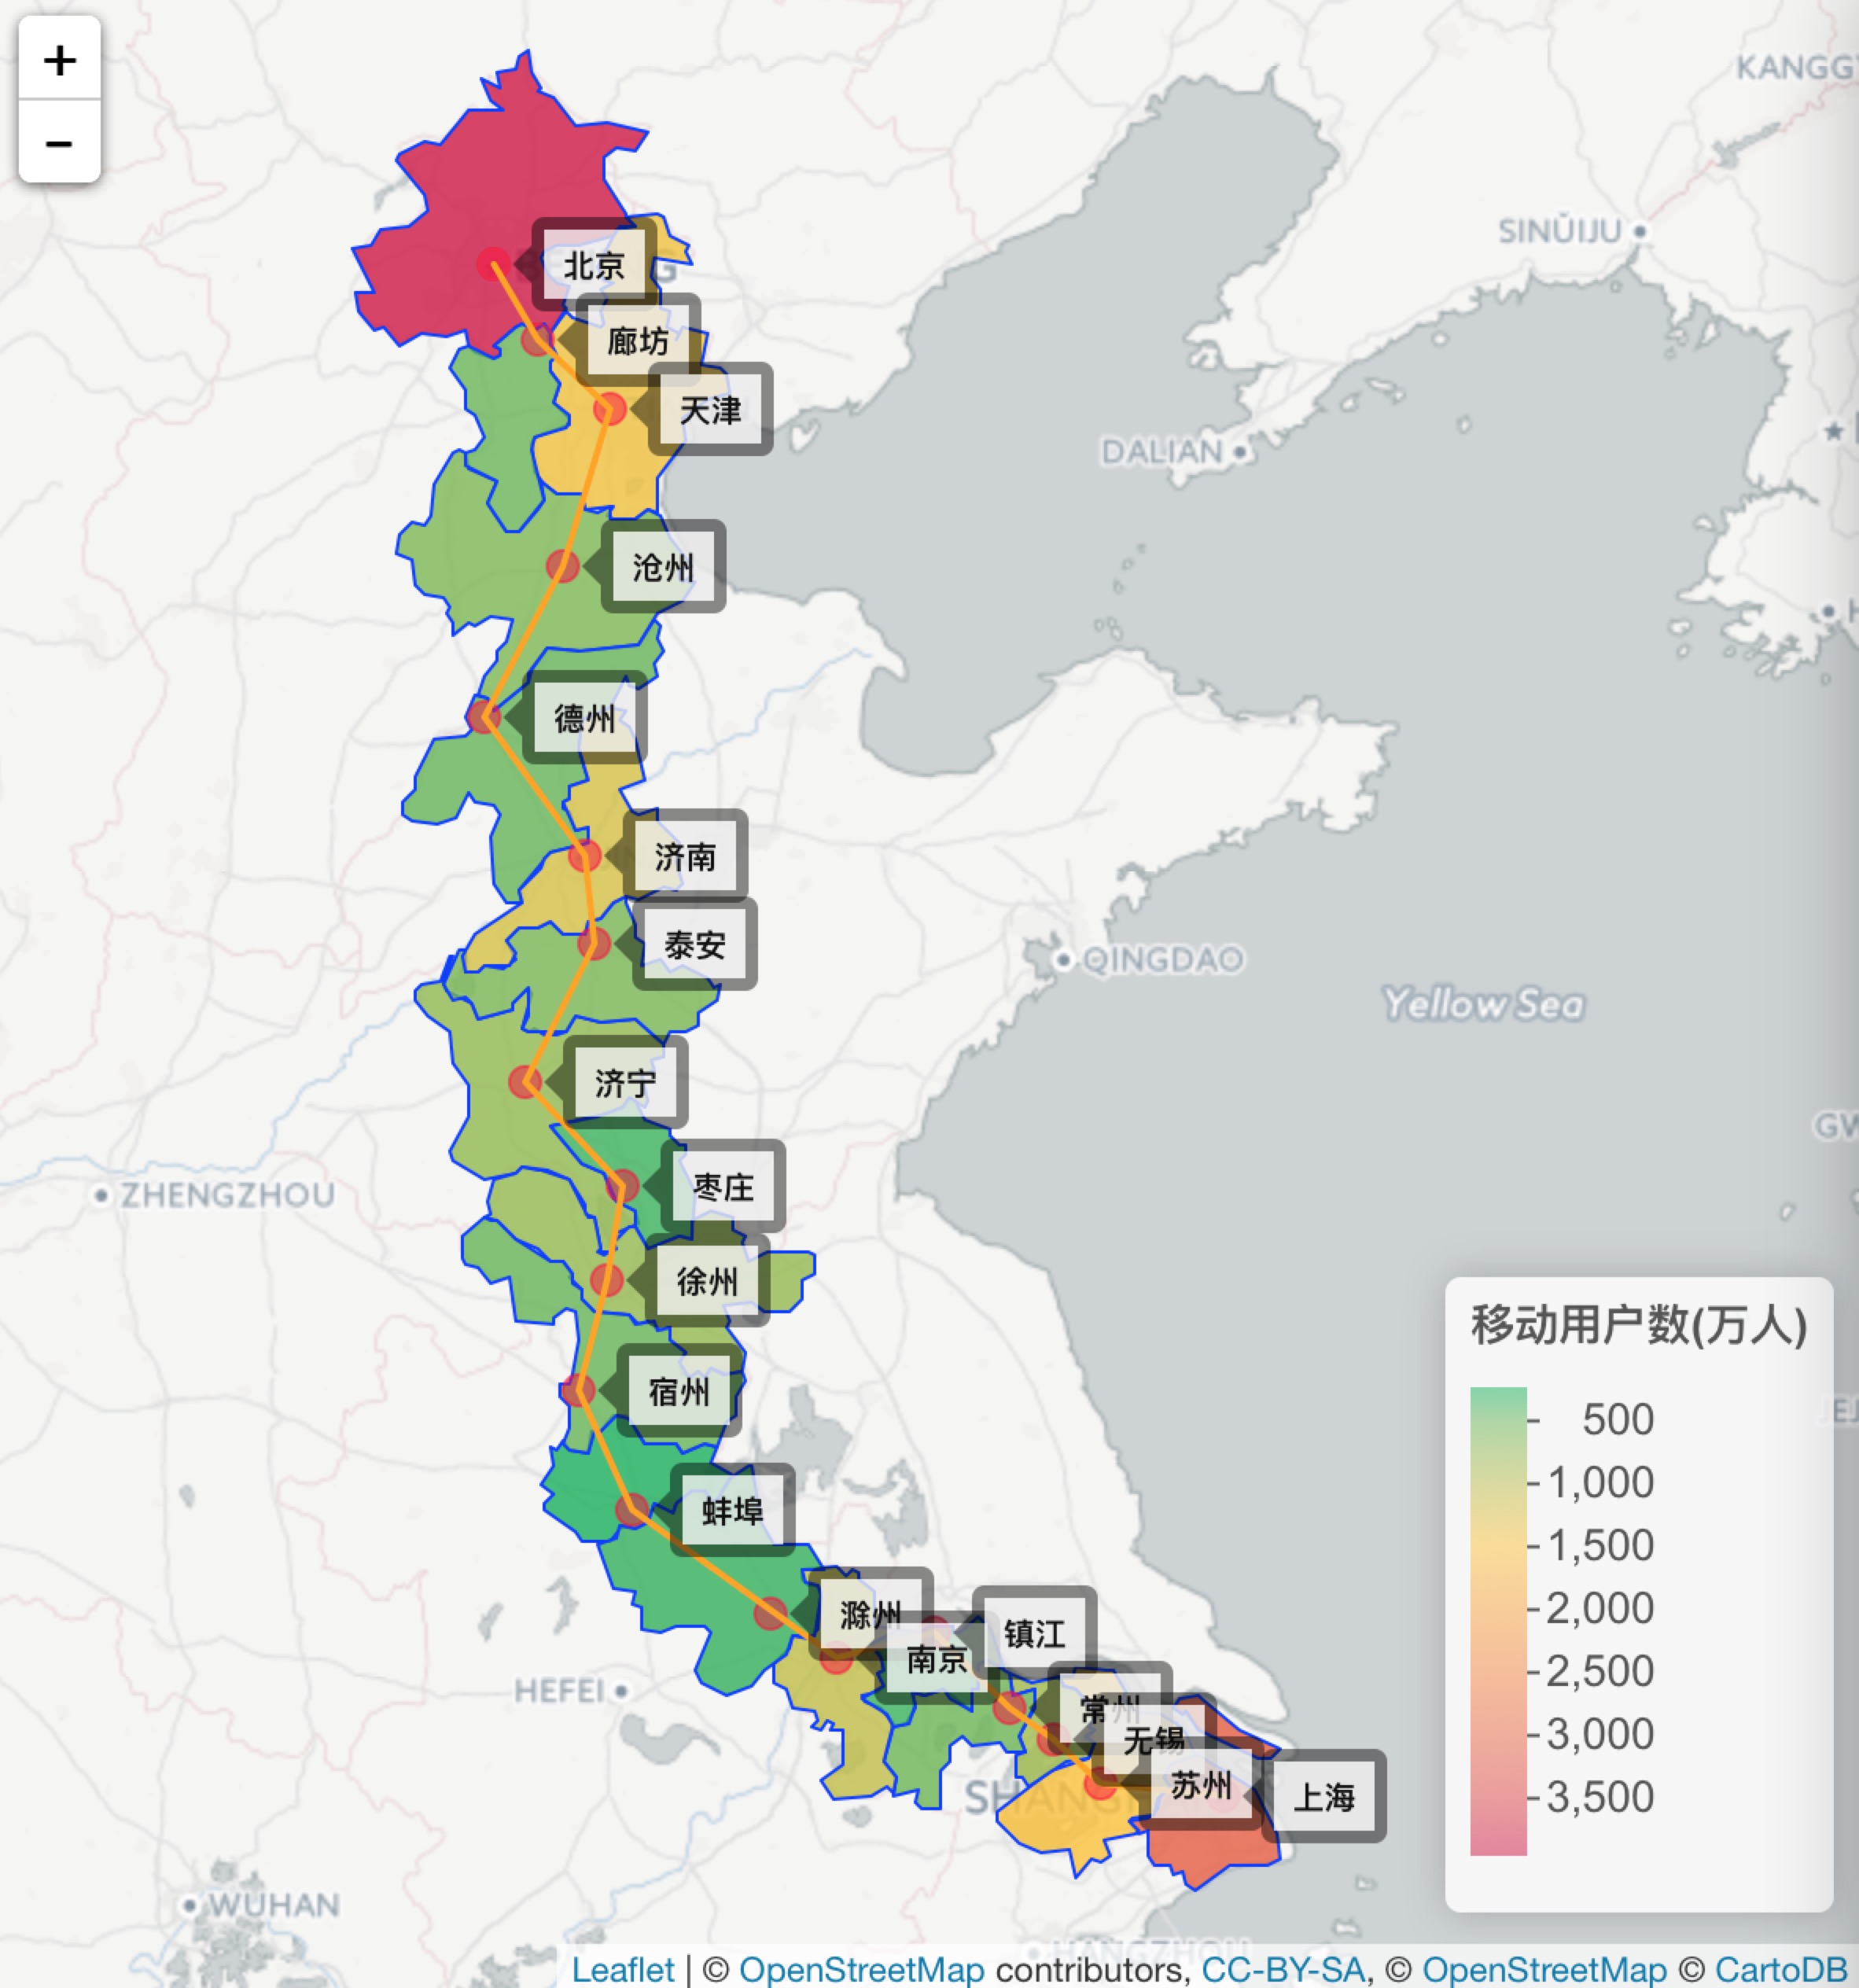 +
−
KANGG
SINŬIJU
北京
G
廊坊
天津
DALIAN
沧州
德州
济南
泰安
QINGDAO
Yellow Sea
济宁
GW
枣庄
ZHENGZHOU
徐州
移动用户数(万人)
宿州
500
1,000
1,500
2,000
2,500
3,000
3,500
蚌埠
滁州
镇江
南京
HEFEI
常州
无锡
苏州
上海
WUHAN
HANGZHOU
Leaflet | © OpenStreetMap contributors, CC-BY-SA, © OpenStreetMap © CartoDB